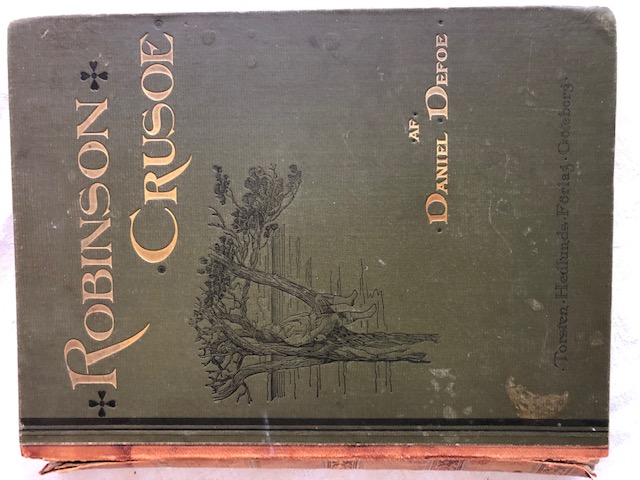 ROBINSON
CRUSOE
AF
DANIEL DEFOE
Torsten Hedlunds Förlag Göteborg